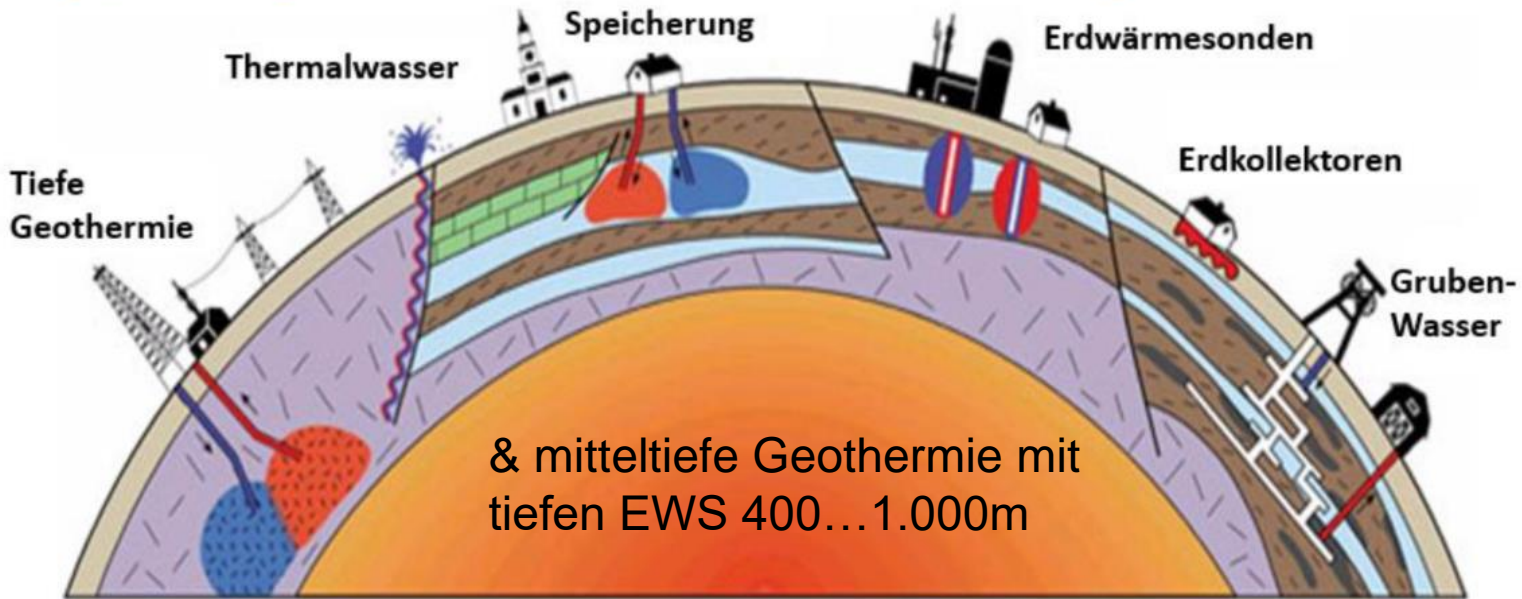 Speicherung
Thermalwasser
Erdwärmesonden
Erdkollektoren
Tiefe
Geothermie
Gruben-
Wasser
& mitteltiefe Geothermie mit
tiefen EWS 400…1.000m